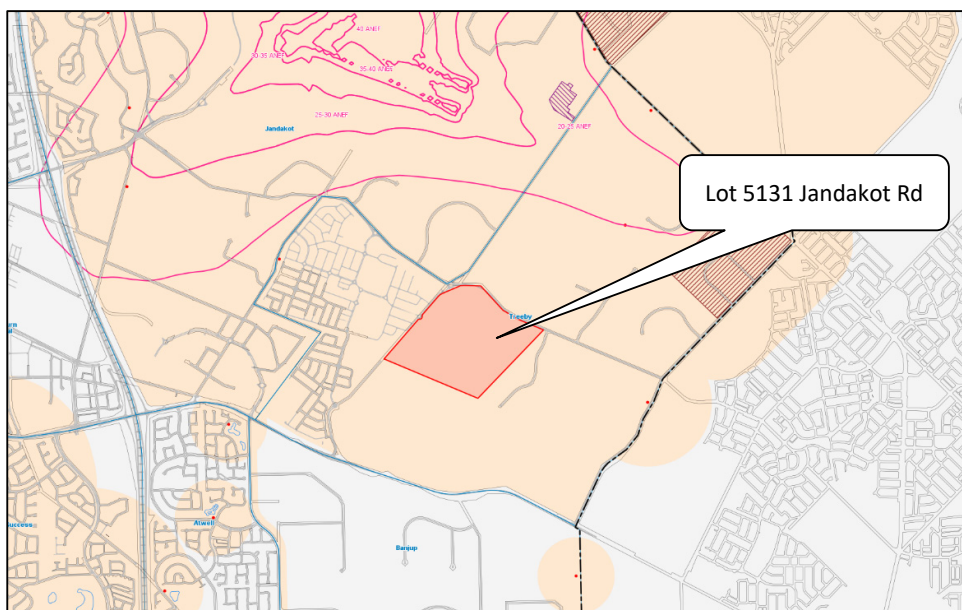 40 ANEF
30-35 ANEF
35-40 ANEF
25-30 ANEF
Jandakot
20-25 ANEF
Lot 5131 Jandakot Rd
Treeby
Atwell
Success
Banjup